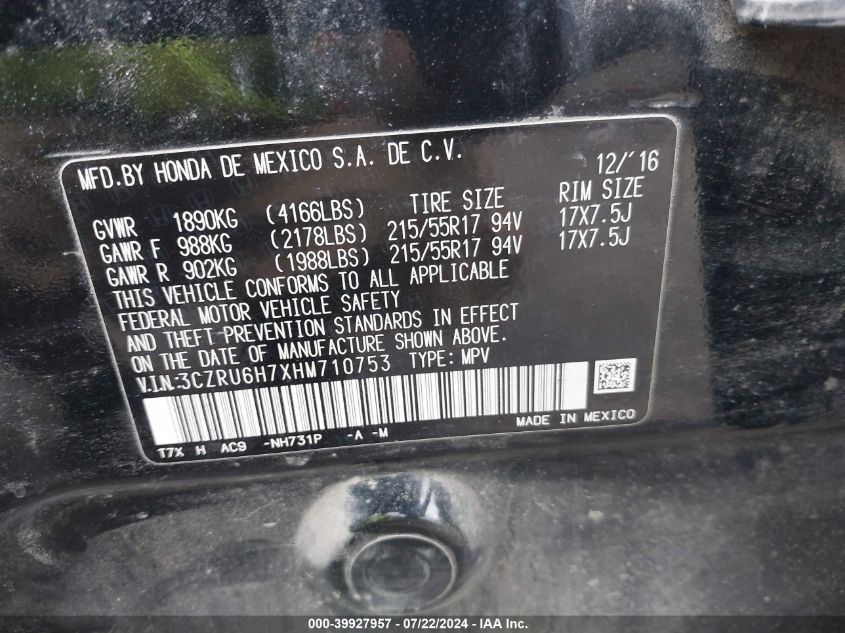 MFD.BY HONDA DE MEXICO S.A. DE C.V. 12/'16
TIRE SIZE RIM SIZE
GVWR 1890KG (4166LBS)
GAWR F 988KG (2178LBS) 215/55R17 94V 17X7.5J
GAWR R 902KG (1988LBS) 215/55R17 94V 17X7.5J
THIS VEHICLE CONFORMS TO ALL APPLICABLE
FEDERAL MOTOR VEHICLE SAFETY
AND THEFT PREVENTION STANDARDS IN EFFECT
ON THE DATE OF MANUFACTURE SHOWN ABOVE.
V.I.N.3CZRU6H7XHM710753 TYPE: MPV
MADE IN MEXICO
T7X H AC9 -NH731P -A -M
000-39927957 / 07/22/2024 - IAA Inc.